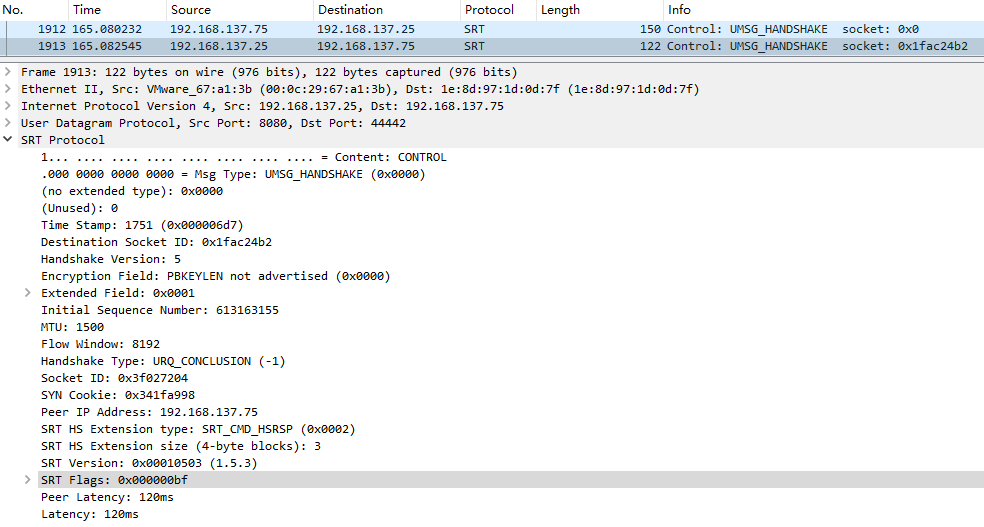 No. Time Source Destination Protocol Length Info
1912 165.080232 192.168.137.75 192.168.137.25 SRT 150 Control: UMSG_HANDSHAKE socket: 0x0
1913 165.082545 192.168.137.25 192.168.137.75 SRT 122 Control: UMSG_HANDSHAKE socket: 0x1fac24b2
Frame 1913: 122 bytes on wire (976 bits), 122 bytes captured (976 bits)
Ethernet II, Src: VMware_67:a1:3b (00:0c:29:67:a1:3b), Dst: 1e:8d:97:1d:0d:7f (1e:8d:97:1d:0d:7f)
Internet Protocol Version 4, Src: 192.168.137.25, Dst: 192.168.137.75
User Datagram Protocol, Src Port: 8080, Dst Port: 44442
SRT Protocol
1... .... .... .... .... .... .... .... = Content: CONTROL
.000 0000 0000 0000 = Msg Type: UMSG_HANDSHAKE (0x0000)
(no extended type): 0x0000
(Unused): 0
Time Stamp: 1751 (0x000006d7)
Destination Socket ID: 0x1fac24b2
Handshake Version: 5
Encryption Field: PBKEYLEN not advertised (0x0000)
Extended Field: 0x0001
Initial Sequence Number: 613163155
MTU: 1500
Flow Window: 8192
Handshake Type: URQ_CONCLUSION (-1)
Socket ID: 0x3f027204
SYN Cookie: 0x341fa998
Peer IP Address: 192.168.137.75
SRT HS Extension type: SRT_CMD_HSRSP (0x0002)
SRT HS Extension size (4-byte blocks): 3
SRT Version: 0x00010503 (1.5.3)
SRT Flags: 0x000000bf
Peer Latency: 120ms
Latency: 120ms